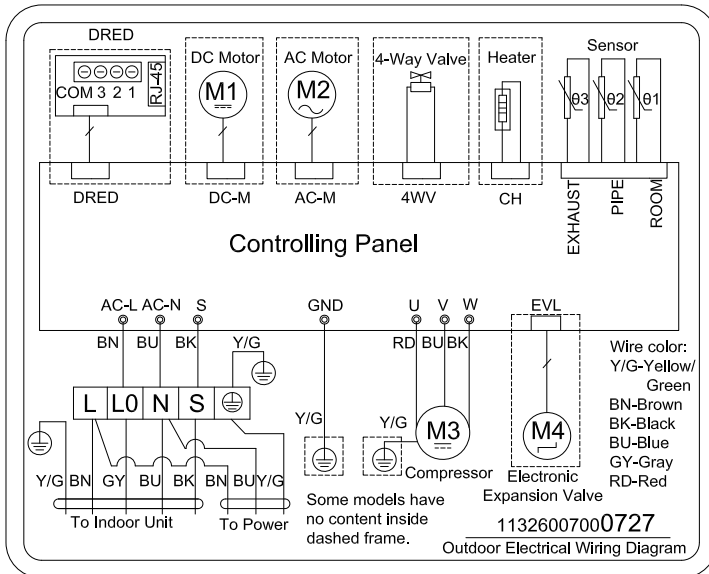 DRED
DC Motor
AC Motor
4-Way Valve
Heater
Sensor
COM 3 2 1
RJ-45
M1
M2
θ3
θ2
θ1
DRED
DC-M
AC-M
4WV
CH
EXHAUST
PIPE
ROOM
Controlling Panel
AC-L
AC-N
S
GND
U
V
W
EVL
BN
BU
BK
Y/G
RD
BU
BK
L
L0
N
S
Y/G
Y/G
M3
M4
Compressor
Electronic
Expansion Valve
Wire color:
Y/G-Yellow/
Green
BN-Brown
BK-Black
BU-Blue
GY-Gray
RD-Red
Y/G
BN
GY
BU
BK
BN
BU
Y/G
To Indoor Unit
To Power
Some models have
no content inside
dashed frame.
11326007000727
Outdoor Electrical Wiring Diagram